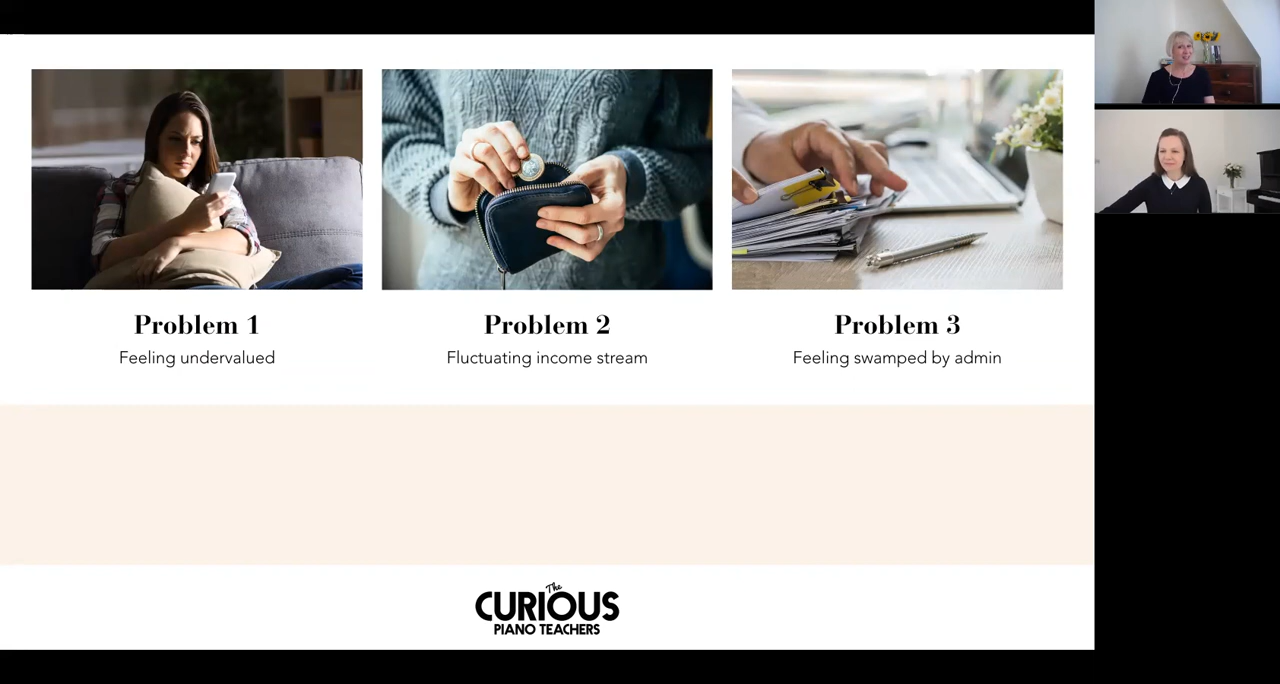 Problem 1
Feeling undervalued
Problem 2
Fluctuating income stream
Problem 3
Feeling swamped by admin
The
CURIOUS
PIANO TEACHERS